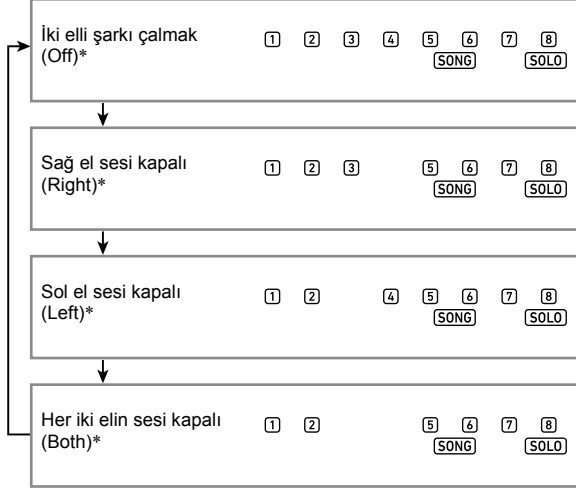 İki elli şarkı çalmak 1 2 3 4 5 6 7 8
(Off)* SONG SOLO
Sağ el sesi kapalı 1 2 3 5 6 7 8
(Right)* SONG SOLO
Sol el sesi kapalı 1 2 4 5 6 7 8
(Left)* SONG SOLO
Her iki elin sesi kapalı 1 2 5 6 7 8
(Both)* SONG SOLO